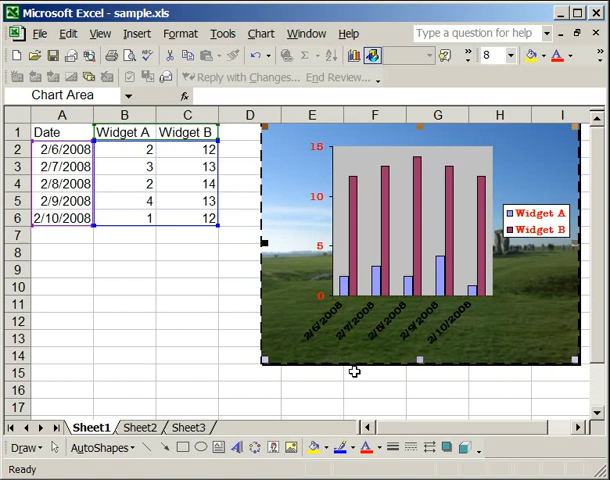 Microsoft Excel - sample.xls
File Edit View Insert Format Tools Chart Window Help
Type a question for help
8
Reply with Changes... End Review...
Chart Area fx
A B C D E F G H I
1 Date Widget A Widget B
2 2/6/2008 2 12
3 2/7/2008 3 13
4 2/8/2008 2 14
5 2/9/2008 4 13
6 2/10/2008 1 12
7
8
9
10
11
12
13
14
15
16
17
15
10
5
0
Widget A
Widget B
2/6/2008 2/7/2008 2/8/2008 2/9/2008 2/10/2008
Sheet1 Sheet2 Sheet3
Draw AutoShapes
Ready